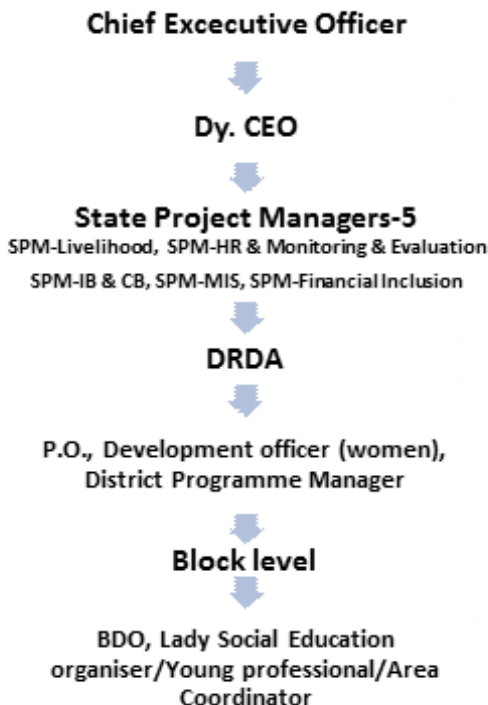 Chief Excecutive Officer
Dy. CEO
State Project Managers-5
SPM-Livelihood, SPM-HR & Monitoring & Evaluation
SPM-IB & CB, SPM-MIS, SPM-Financial Inclusion
DRDA
P.O., Development officer (women),
District Programme Manager
Block level
BDO, Lady Social Education
organiser/Young professional/Area
Coordinator